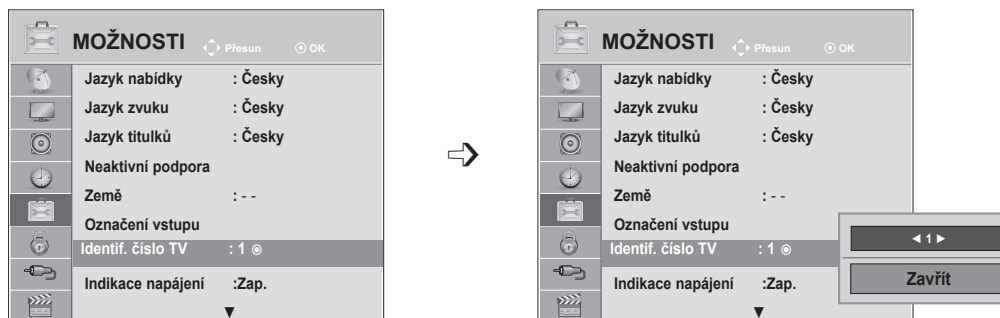 MOŽNOSTI Přesun OK
Jazyk nabídky : Česky
Jazyk zvuku : Česky
Jazyk titulků : Česky
Neaktivní podpora
Země : - -
Označení vstupu
Identif. číslo TV : 1
Indikace napájení :Zap.
MOŽNOSTI Přesun OK
Jazyk nabídky : Česky
Jazyk zvuku : Česky
Jazyk titulků : Česky
Neaktivní podpora
Země : - -
Označení vstupu
Identif. číslo TV : 1
Indikace napájení :Zap.
◄ 1 ►
Zavřít